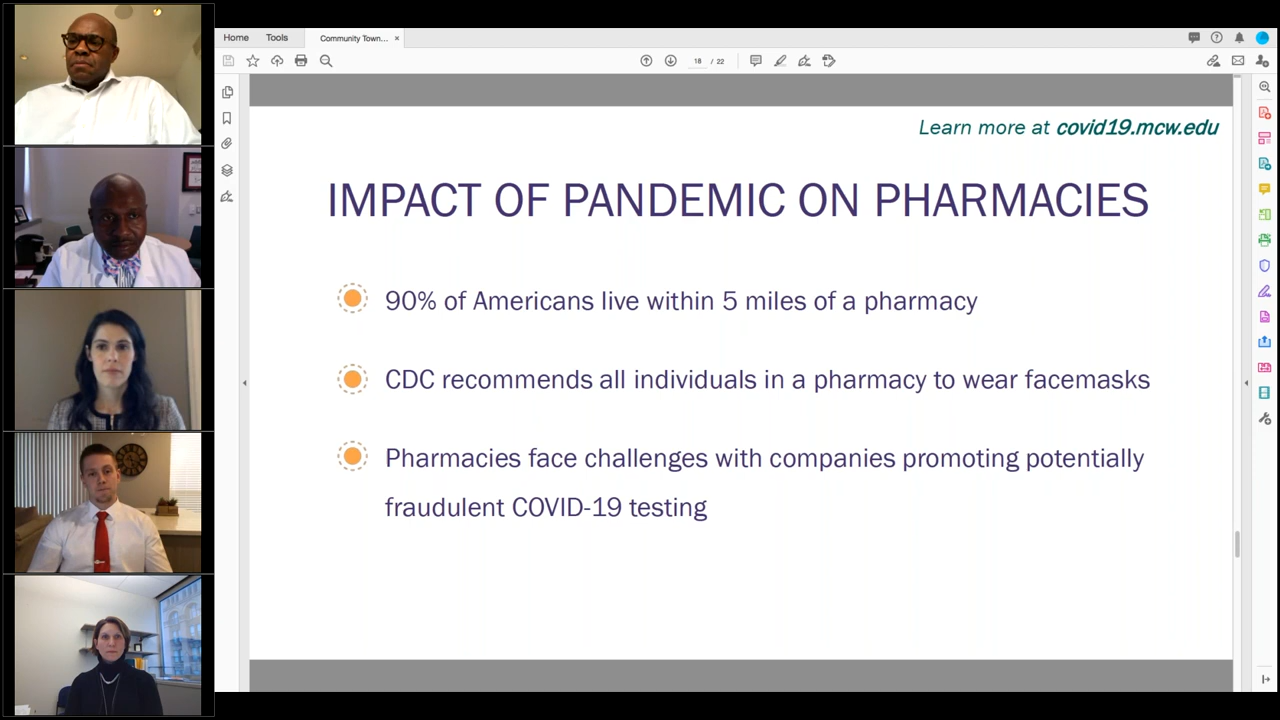 Home Tools Community Town... ×
18 / 22
Learn more at covid19.mcw.edu
IMPACT OF PANDEMIC ON PHARMACIES
90% of Americans live within 5 miles of a pharmacy
CDC recommends all individuals in a pharmacy to wear facemasks
Pharmacies face challenges with companies promoting potentially
fraudulent COVID-19 testing